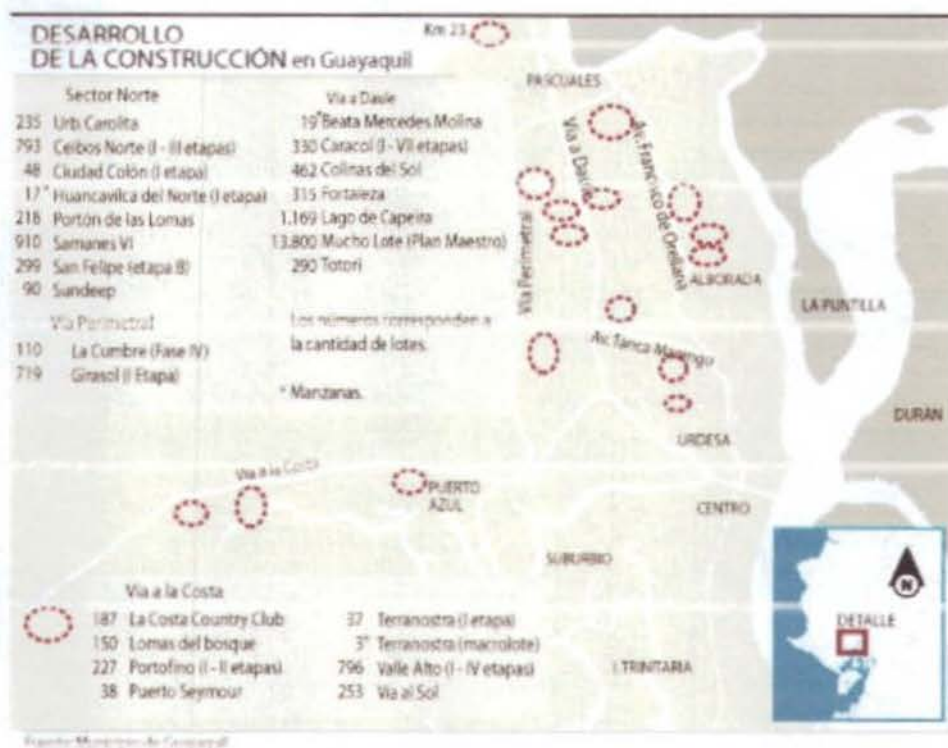 DESARROLLO
DE LA CONSTRUCCIÓN en Guayaquil
Sector Norte
235 Urb Carolita
793 Ceibos Norte (I - III etapas)
48 Ciudad Colón (I etapa)
17* Huancavilca del Norte (I etapa)
218 Portón de las Lomas
910 Samanes VI
299 San Felipe (etapa B)
90 Sundeep
Vía Perimetral
110 La Cumbre (Fase IV)
719 Girasol (I Etapa)
Vía a Daule
19* Beata Mercedes Molina
330 Caracol (I - VII etapas)
462 Colinas del Sol
315 Fortaleza
1.169 Lago de Capeira
13.800 Mucho Lote (Plan Maestro)
290 Totori
Los números corresponden a
la cantidad de lotes.
* Manzanas.
Km 23
PASCUALES
Vía a Daule
Av. Francisco de Orellana
Vía Perimetral
ALBORADA
LA PUNTILLA
Av. Tanca Marengo
DURÁN
URDESA
Vía a la Costa
PUERTO
AZUL
CENTRO
SUBURBIO
Vía a la Costa
187 La Costa Country Club
150 Lomas del bosque
227 Portofino (I - II etapas)
38 Puerto Seymour
37 Terranostra (I etapa)
3* Terranostra (macrolote)
796 Valle Alto (I - IV etapas)
253 Vía al Sol
I. TRINITARIA
N
DETALLE
Fuente: Municipio de Guayaquil